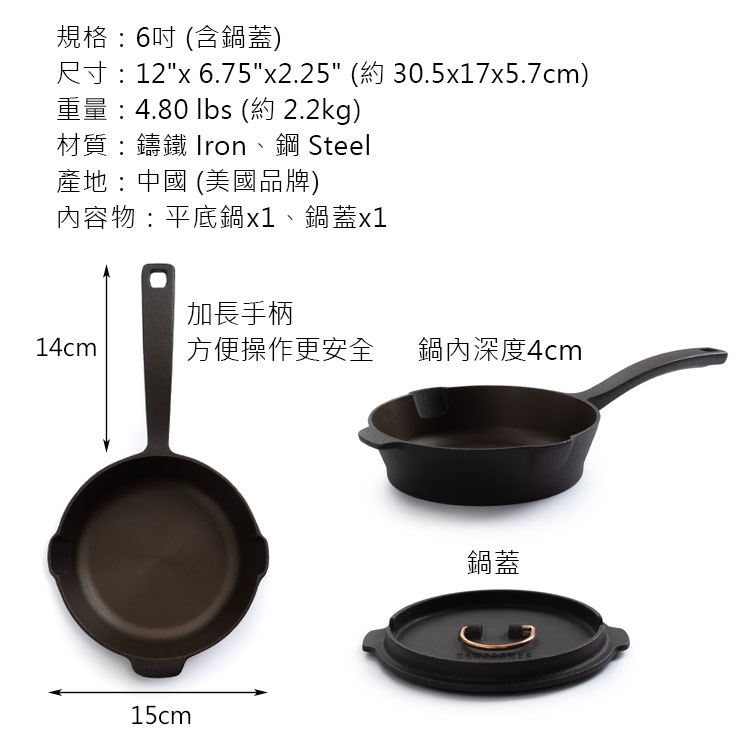 規格：6吋 (含鍋蓋)
尺寸：12"x 6.75"x2.25" (約 30.5x17x5.7cm)
重量：4.80 lbs (約 2.2kg)
材質：鑄鐵 Iron、鋼 Steel
產地：中國 (美國品牌)
內容物：平底鍋x1、鍋蓋x1
加長手柄
14cm
方便操作更安全
鍋內深度4cm
鍋蓋
15cm